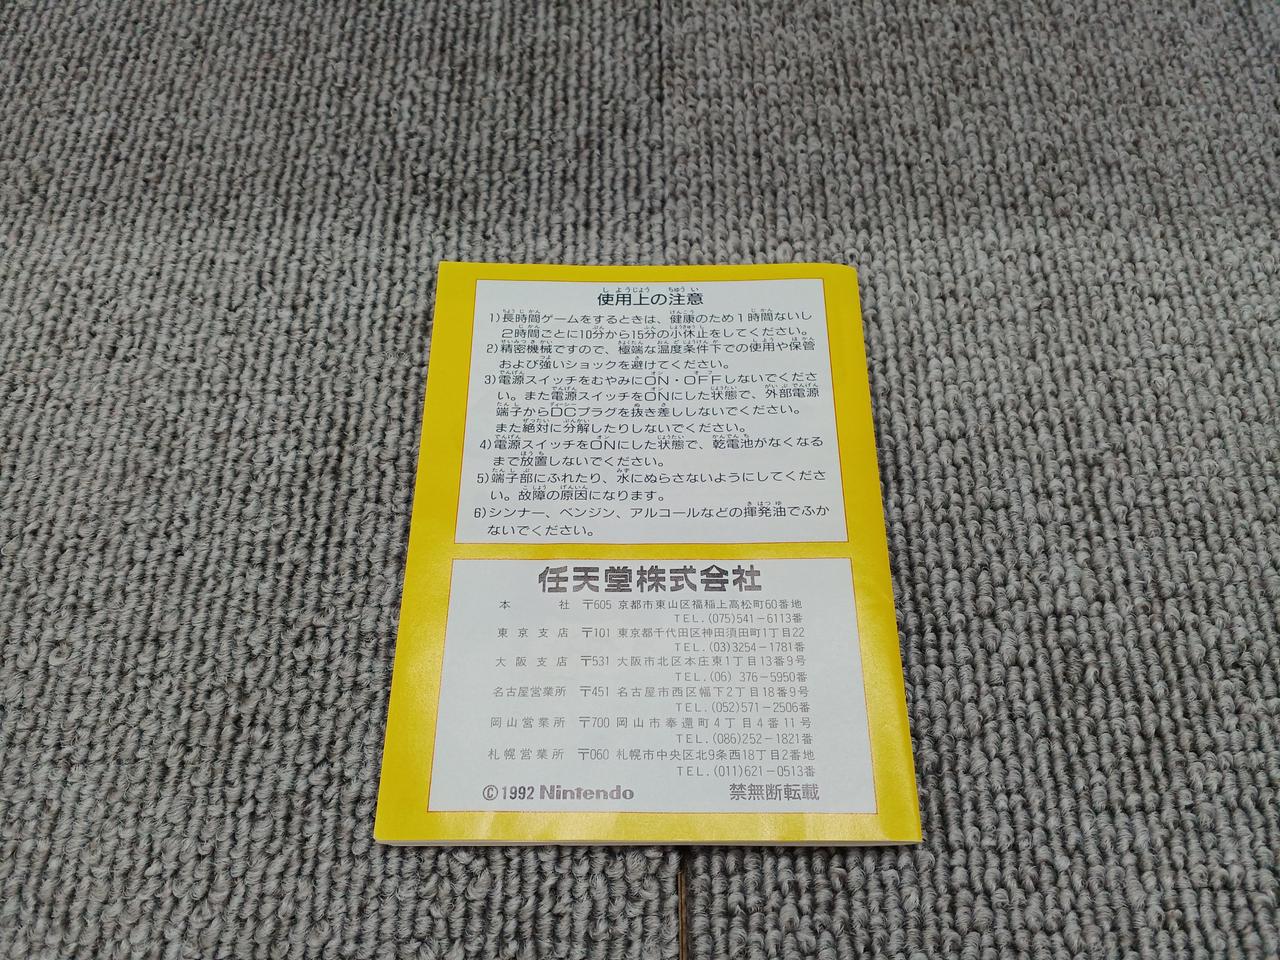 使用上の注意
1)長時間ゲームをするときは、健康のため1時間ないし
2時間ごとに10分から15分の小休止をしてください。
2)精密機械ですので、極端な温度条件下での使用や保管
および強いショックを避けてください。
3)電源スイッチをむやみにON・OFFしないでくださ
い。また電源スイッチをONにした状態で、外部電源
端子からDCプラグを抜き差ししないでください。
また絶対に分解したりしないでください。
4)電源スイッチをONにした状態で、乾電池がなくなる
まで放置しないでください。
5)端子部にふれたり、水にぬらさないようにしてくださ
い。故障の原因になります。
6)シンナー、ベンジン、アルコールなどの揮発油でふか
ないでください。
任天堂株式会社
本社 〒605 京都市東山区福稲上高松町60番地
TEL.(075)541-6113番
東京支店 〒101 東京都千代田区神田須田町1丁目22
TEL.(03)3254-1781番
大阪支店 〒531 大阪市北区本庄東1丁目13番9号
TEL.(06)376-5950番
名古屋営業所 〒451 名古屋市西区幅下2丁目18番9号
TEL.(052)571-2506番
岡山営業所 〒700 岡山市奉還町4丁目4番11号
TEL.(086)252-1821番
札幌営業所 〒060 札幌市中央区北9条西18丁目2番地
TEL.(011)621-0513番
©1992 Nintendo 禁無断転載